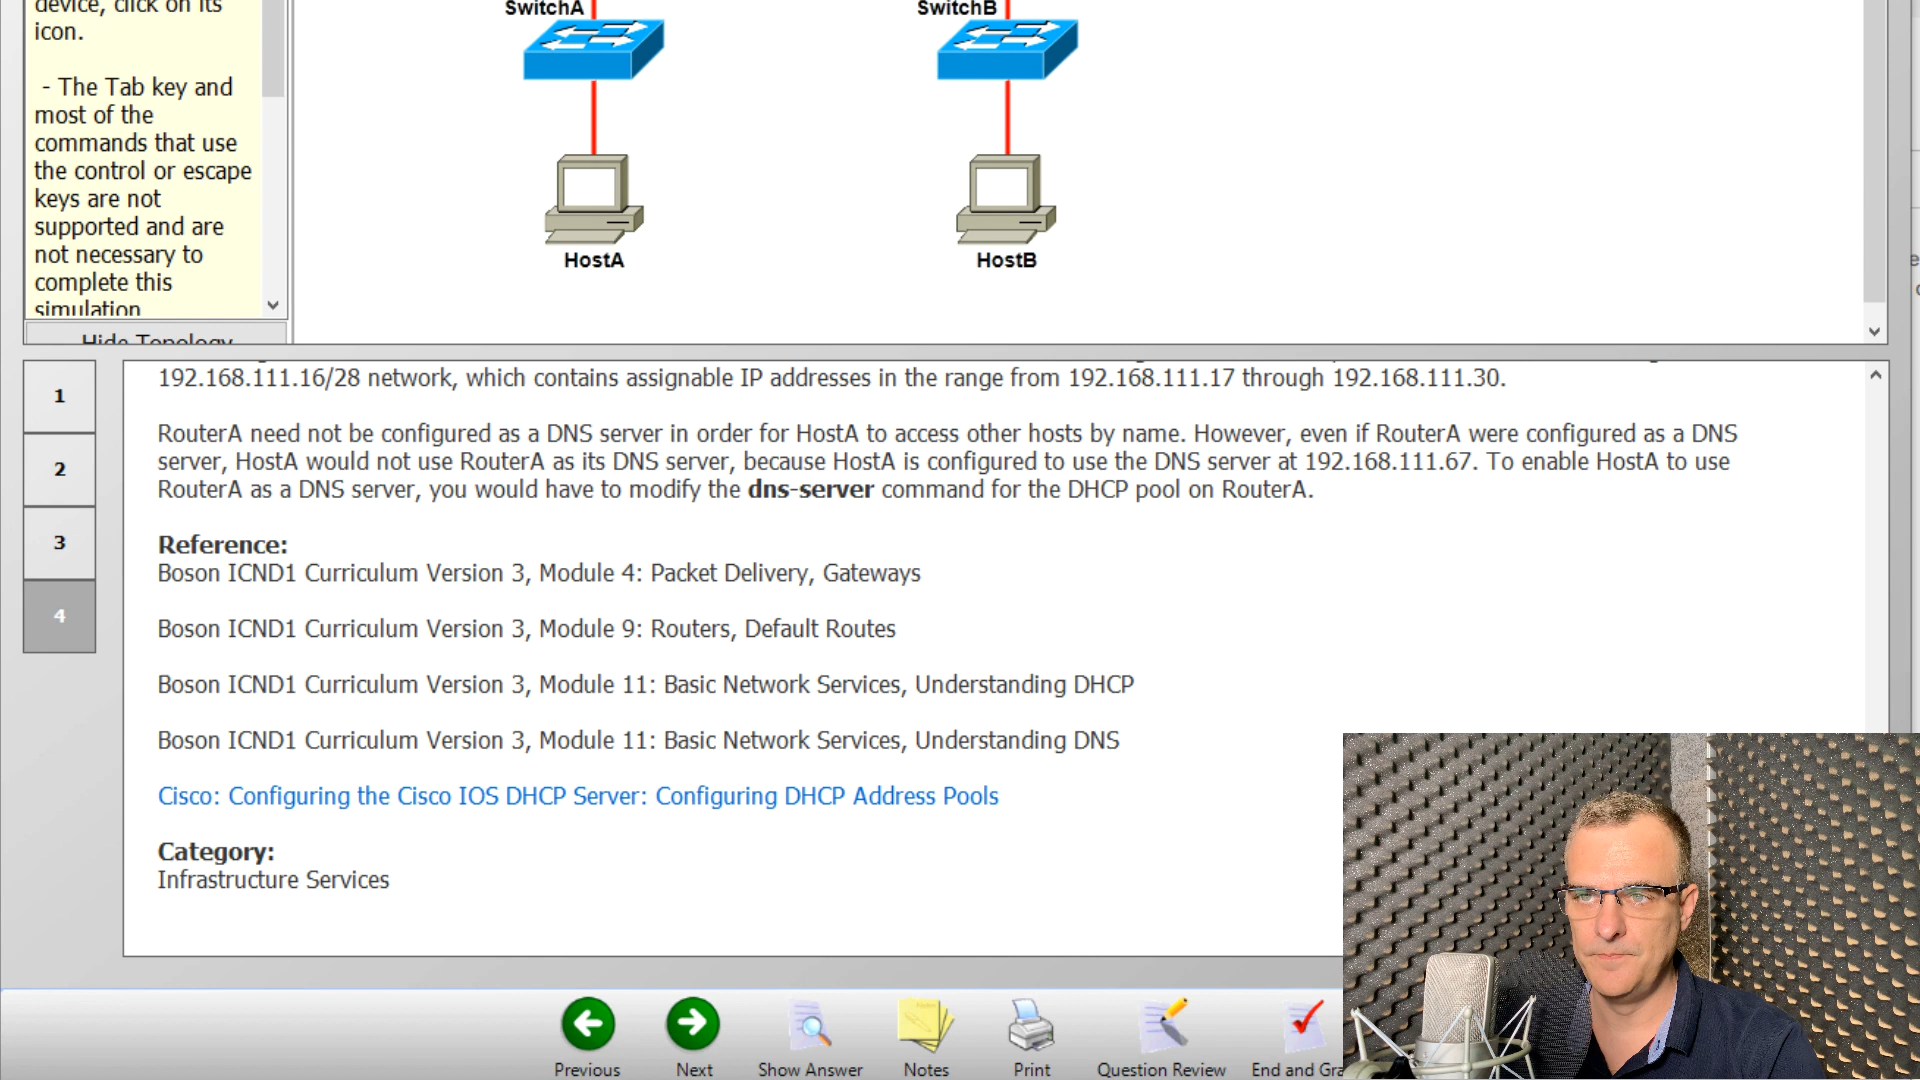 device, click on its
icon.
- The Tab key and
most of the
commands that use
the control or escape
keys are not
supported and are
not necessary to
complete this
simulation
Hide Topology
SwitchA
SwitchB
HostA
HostB
1
2
3
4
192.168.111.16/28 network, which contains assignable IP addresses in the range from 192.168.111.17 through 192.168.111.30.
RouterA need not be configured as a DNS server in order for HostA to access other hosts by name. However, even if RouterA were configured as a DNS
server, HostA would not use RouterA as its DNS server, because HostA is configured to use the DNS server at 192.168.111.67. To enable HostA to use
RouterA as a DNS server, you would have to modify the dns-server command for the DHCP pool on RouterA.
Reference:
Boson ICND1 Curriculum Version 3, Module 4: Packet Delivery, Gateways
Boson ICND1 Curriculum Version 3, Module 9: Routers, Default Routes
Boson ICND1 Curriculum Version 3, Module 11: Basic Network Services, Understanding DHCP
Boson ICND1 Curriculum Version 3, Module 11: Basic Network Services, Understanding DNS
Cisco: Configuring the Cisco IOS DHCP Server: Configuring DHCP Address Pools
Category:
Infrastructure Services
Previous
Next
Show Answer
Notes
Print
Question Review
End and Gra